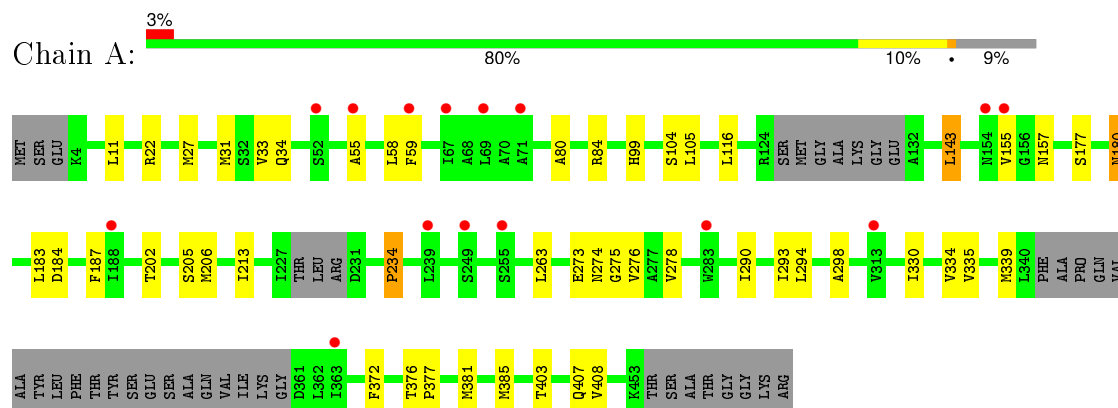 3%
Chain A:
80% 10% • 9%
MET SER GLU K4 L11 R22 M27 M31 S32 V33 Q34 S52 A55 L58 F59 I67 A68 L69 A70 A71 A80 R84 H99 S104 L105 L116 R124 SER MET GLY ALA LYS GLY GLU A132 L143 N154 V155 G156 N157 S177 N180
L183 D184 F187 I188 T202 S205 M206 I213 I227 THR LEU ARG D231 P234 L239 S249 S255 L263 E273 N274 G275 V276 A277 V278 W283 I290 I293 L294 A298 V313 I330 V334 V335 M339 L340 PHE ALA PRO GLN VAL
ALA TYR LEU PHE THR TYR SER GLU SER SER ALA GLN VAL ILE LYS GLY D361 L362 I363 F372 T376 P377 M381 M385 T403 Q407 V408 K453 THR SER ALA THR GLY GLY LYS ARG